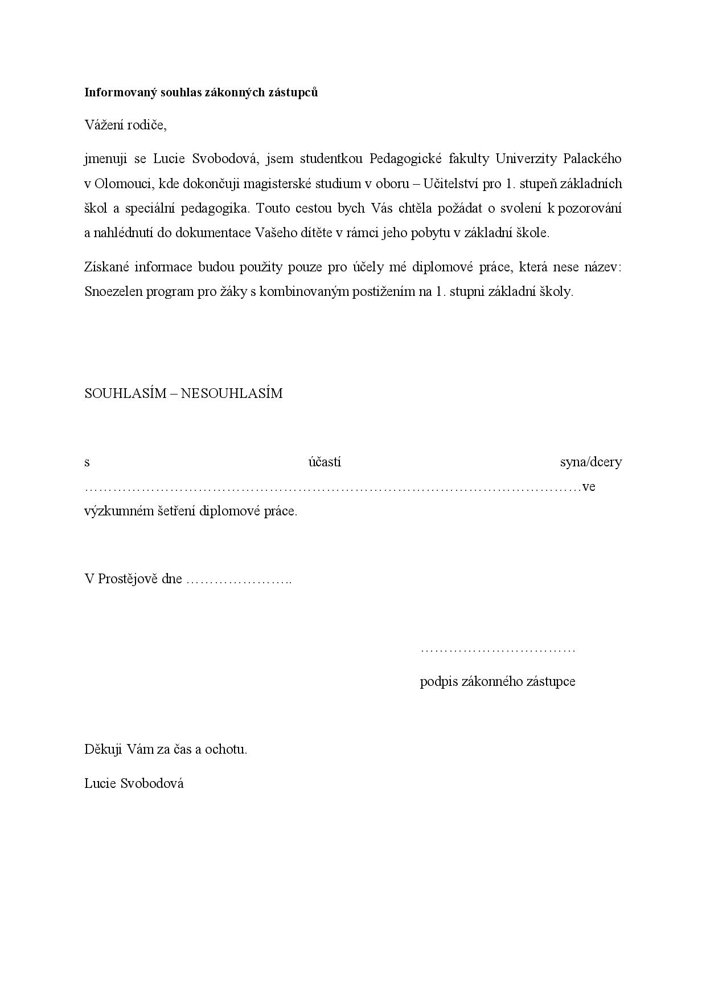 Informovaný souhlas zákonných zástupců
Vážení rodiče,
jmenuji se Lucie Svobodová, jsem studentkou Pedagogické fakulty Univerzity Palackého
v Olomouci, kde dokončuji magisterské studium v oboru – Učitelství pro 1. stupeň základních
škol a speciální pedagogika. Touto cestou bych Vás chtěla požádat o svolení k pozorování
a nahlédnutí do dokumentace Vašeho dítěte v rámci jeho pobytu v základní škole.
Získané informace budou použity pouze pro účely mé diplomové práce, která nese název:
Snoezelen program pro žáky s kombinovaným postižením na 1. stupni základní školy.
SOUHLASÍM – NESOUHLASÍM
s účastí syna/dcery
……………………………………………………………………………………………ve
výzkumném šetření diplomové práce.
V Prostějově dne …………………..
……………………………
podpis zákonného zástupce
Děkuji Vám za čas a ochotu.
Lucie Svobodová